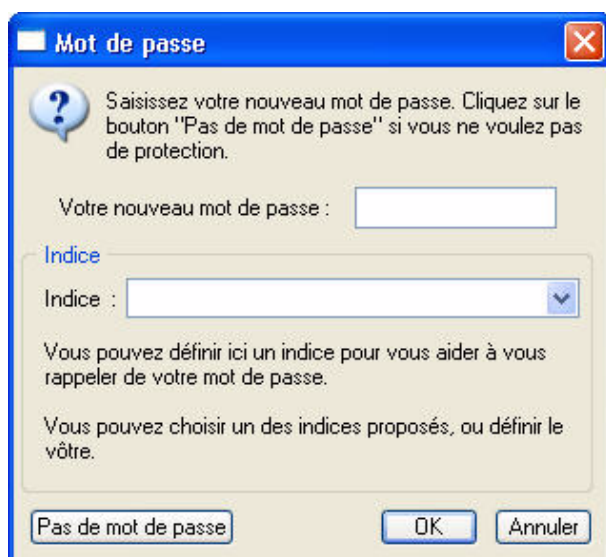 Mot de passe
Saisissez votre nouveau mot de passe. Cliquez sur le
bouton "Pas de mot de passe" si vous ne voulez pas
de protection.
Votre nouveau mot de passe :
Indice
Indice :
Vous pouvez définir ici un indice pour vous aider à vous
rappeler de votre mot de passe.
Vous pouvez choisir un des indices proposés, ou définir le
vôtre.
Pas de mot de passe OK Annuler